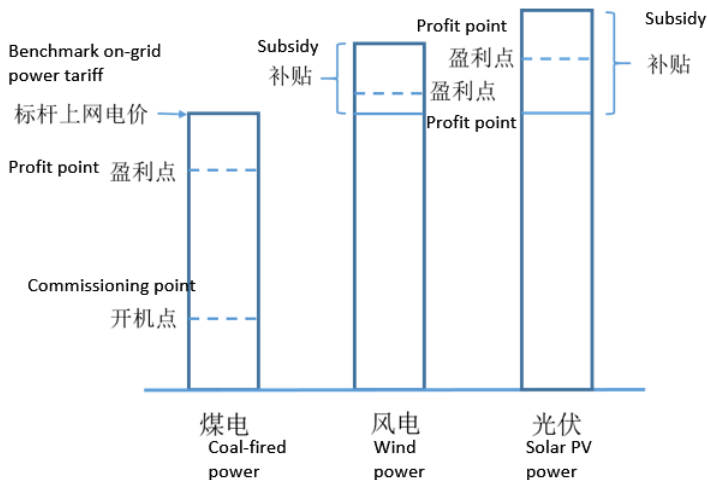 Benchmark on-grid
power tariff
标杆上网电价
Profit point 盈利点
Commissioning point
开机点
Subsidy
补贴
盈利点
Profit point
Profit point
盈利点
Subsidy
补贴
煤电
Coal-fired
power
风电
Wind
power
光伏
Solar PV
power